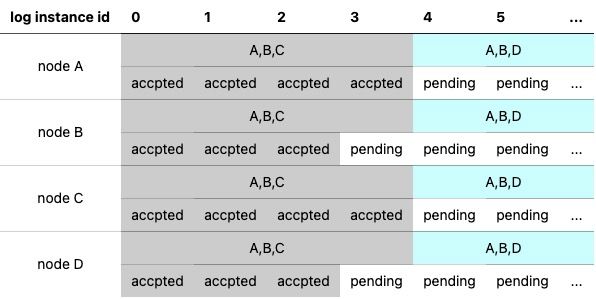 log instance id 0 1 2 3 4 5 ...
node A
A,B,C A,B,D
accpted accpted accpted accpted pending pending ...
node B
A,B,C A,B,D
accpted accpted accpted pending pending pending ...
node C
A,B,C A,B,D
accpted accpted accpted accpted pending pending ...
node D
A,B,C A,B,D
accpted accpted accpted pending pending pending ...